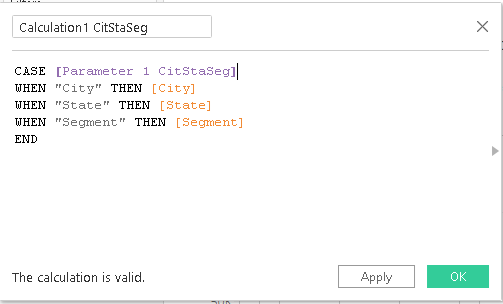 Calculation1 CitStaSeg
CASE [Parameter 1 CitStaSeg]
WHEN "City" THEN [City]
WHEN "State" THEN [State]
WHEN "Segment" THEN [Segment]
END
The calculation is valid.
Apply
OK